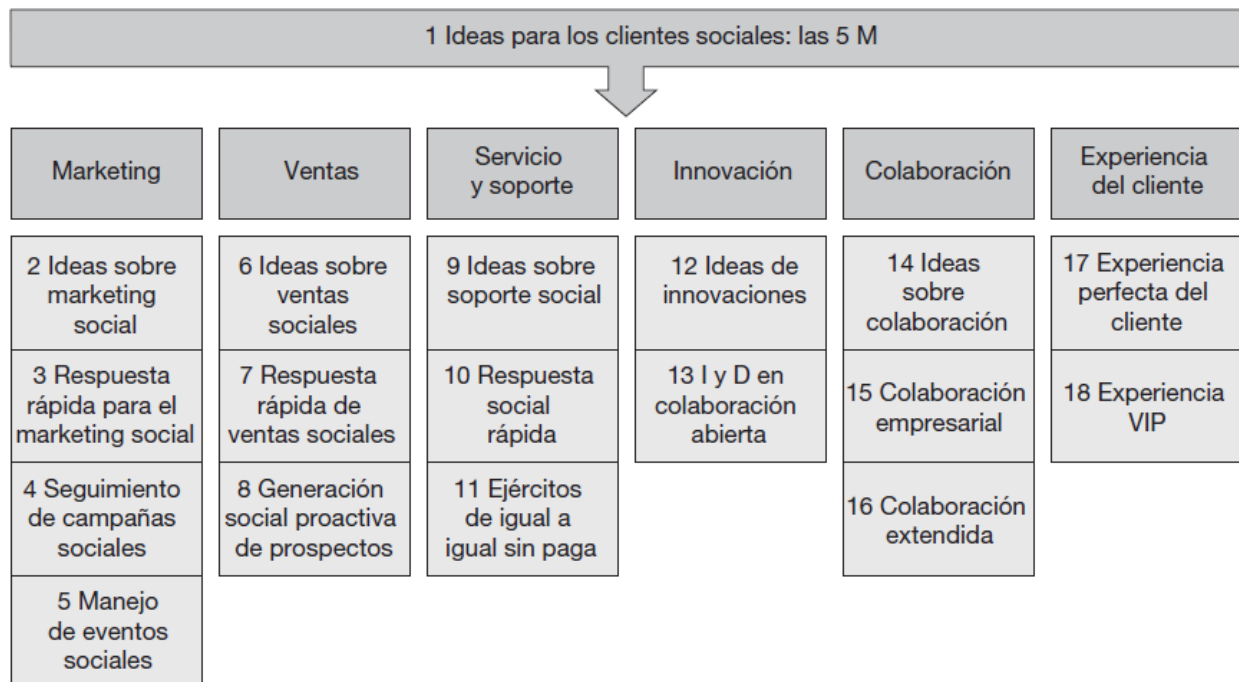 1 Ideas para los clientes sociales: las 5 M
Marketing
Ventas
Servicio
y soporte
Innovación
Colaboración
Experiencia
del cliente
2 Ideas sobre
marketing
social
6 Ideas sobre
ventas
sociales
9 Ideas sobre
soporte social
12 Ideas de
innovaciones
14 Ideas
sobre
colaboración
17 Experiencia
perfecta del
cliente
3 Respuesta
rápida para el
marketing social
7 Respuesta
rápida de
ventas sociales
10 Respuesta
social
rápida
13 I y D en
colaboración
abierta
15 Colaboración
empresarial
18 Experiencia
VIP
4 Seguimiento
de campañas
sociales
8 Generación
social proactiva
de prospectos
11 Ejércitos
de igual a
igual sin paga
16 Colaboración
extendida
5 Manejo
de eventos
sociales